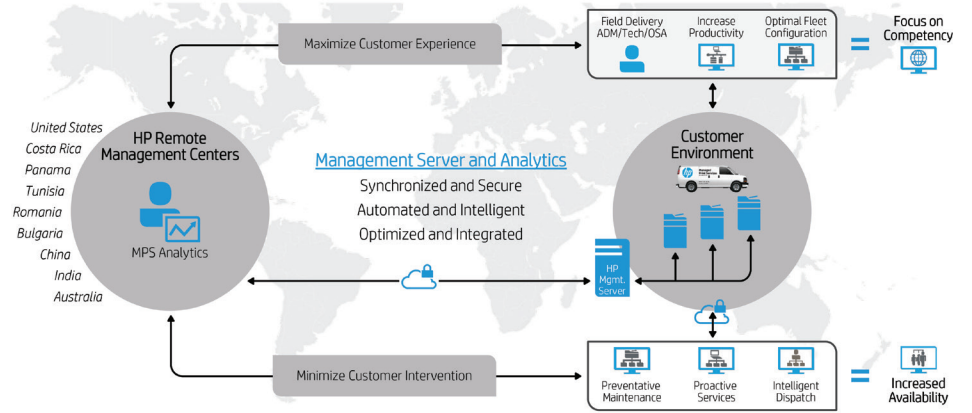 Maximize Customer Experience
Field Delivery
ADM/Tech/OSA
Increase
Productivity
Optimal Fleet
Configuration
=
Focus on
Competency
United States
Costa Rica
Panama
Tunisia
Romania
Bulgaria
China
India
Australia
HP Remote
Management Centers
MPS Analytics
Management Server and Analytics
Synchronized and Secure
Automated and Intelligent
Optimized and Integrated
Customer
Environment
hp
HP
Mgmt.
Server
Minimize Customer Intervention
Preventative
Maintenance
Proactive
Services
Intelligent
Dispatch
=
Increased
Availability